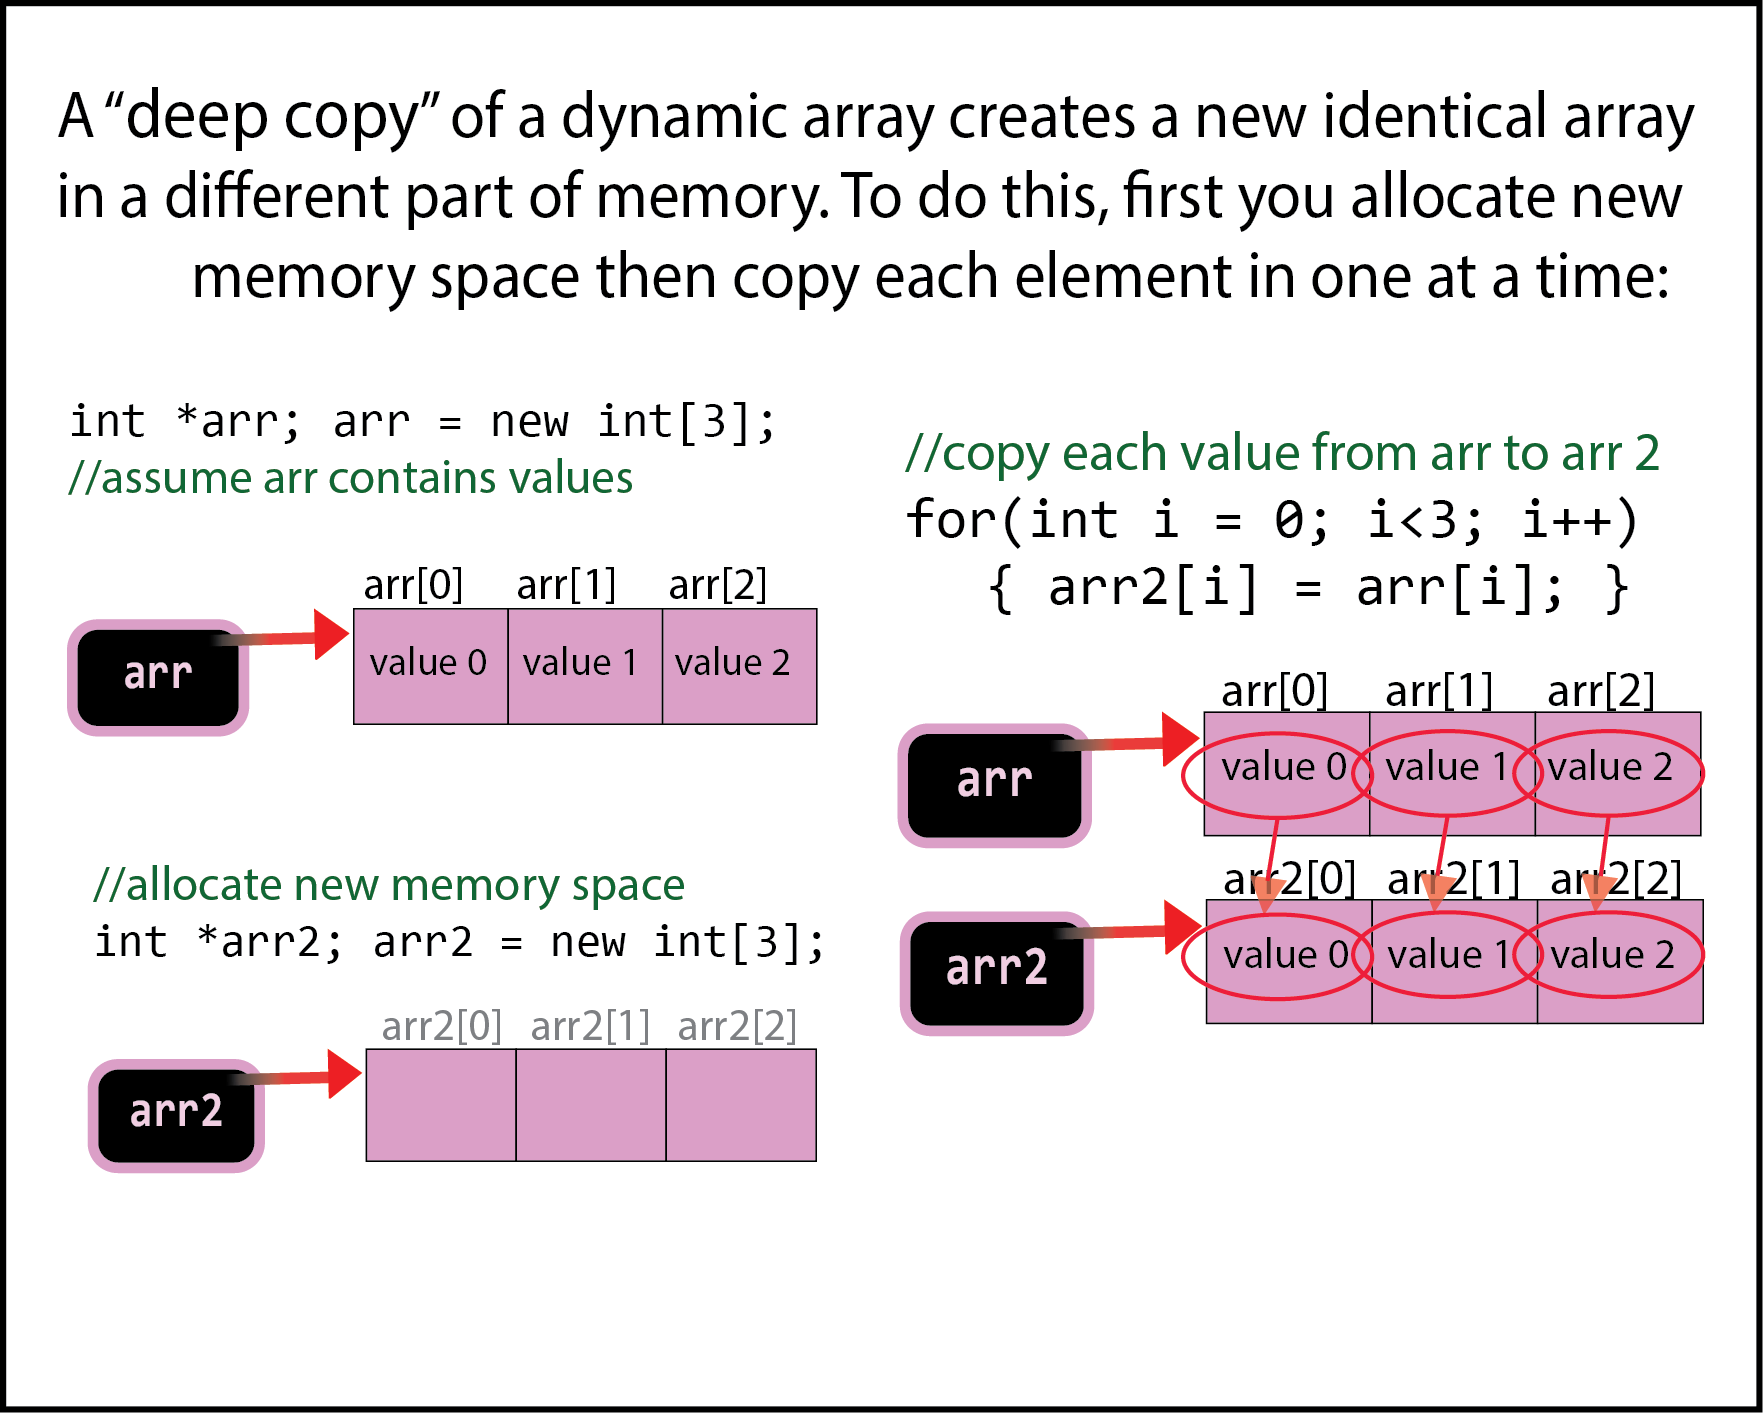 A “deep copy” of a dynamic array creates a new identical array
in a different part of memory. To do this, first you allocate new
memory space then copy each element in one at a time:
int *arr; arr = new int[3];
//assume arr contains values
arr[0] arr[1] arr[2]
arr
value 0 value 1 value 2
//allocate new memory space
int *arr2; arr2 = new int[3];
arr2[0] arr2[1] arr2[2]
arr2
//copy each value from arr to arr 2
for(int i = 0; i<3; i++)
{ arr2[i] = arr[i]; }
arr[0] arr[1] arr[2]
arr
value 0 value 1 value 2
arr2[0] arr2[1] arr2[2]
arr2
value 0 value 1 value 2